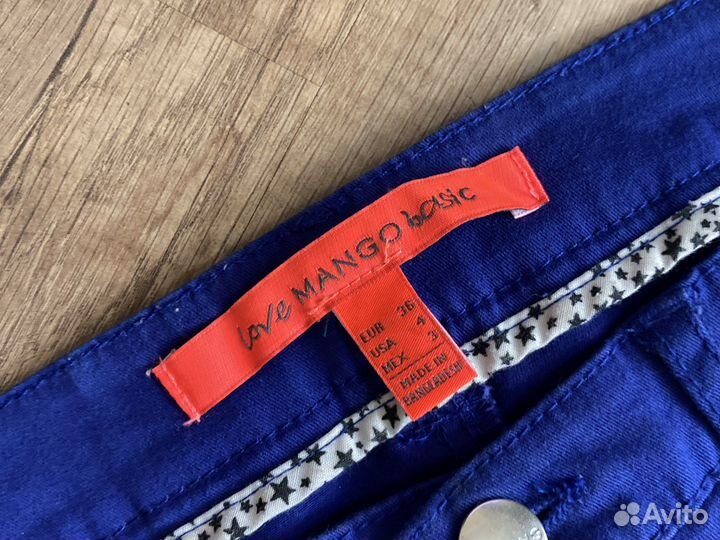 love MANGO basic
EUR 36
USA 4
MEX 3
MADE IN
BANGLADESH
Avito